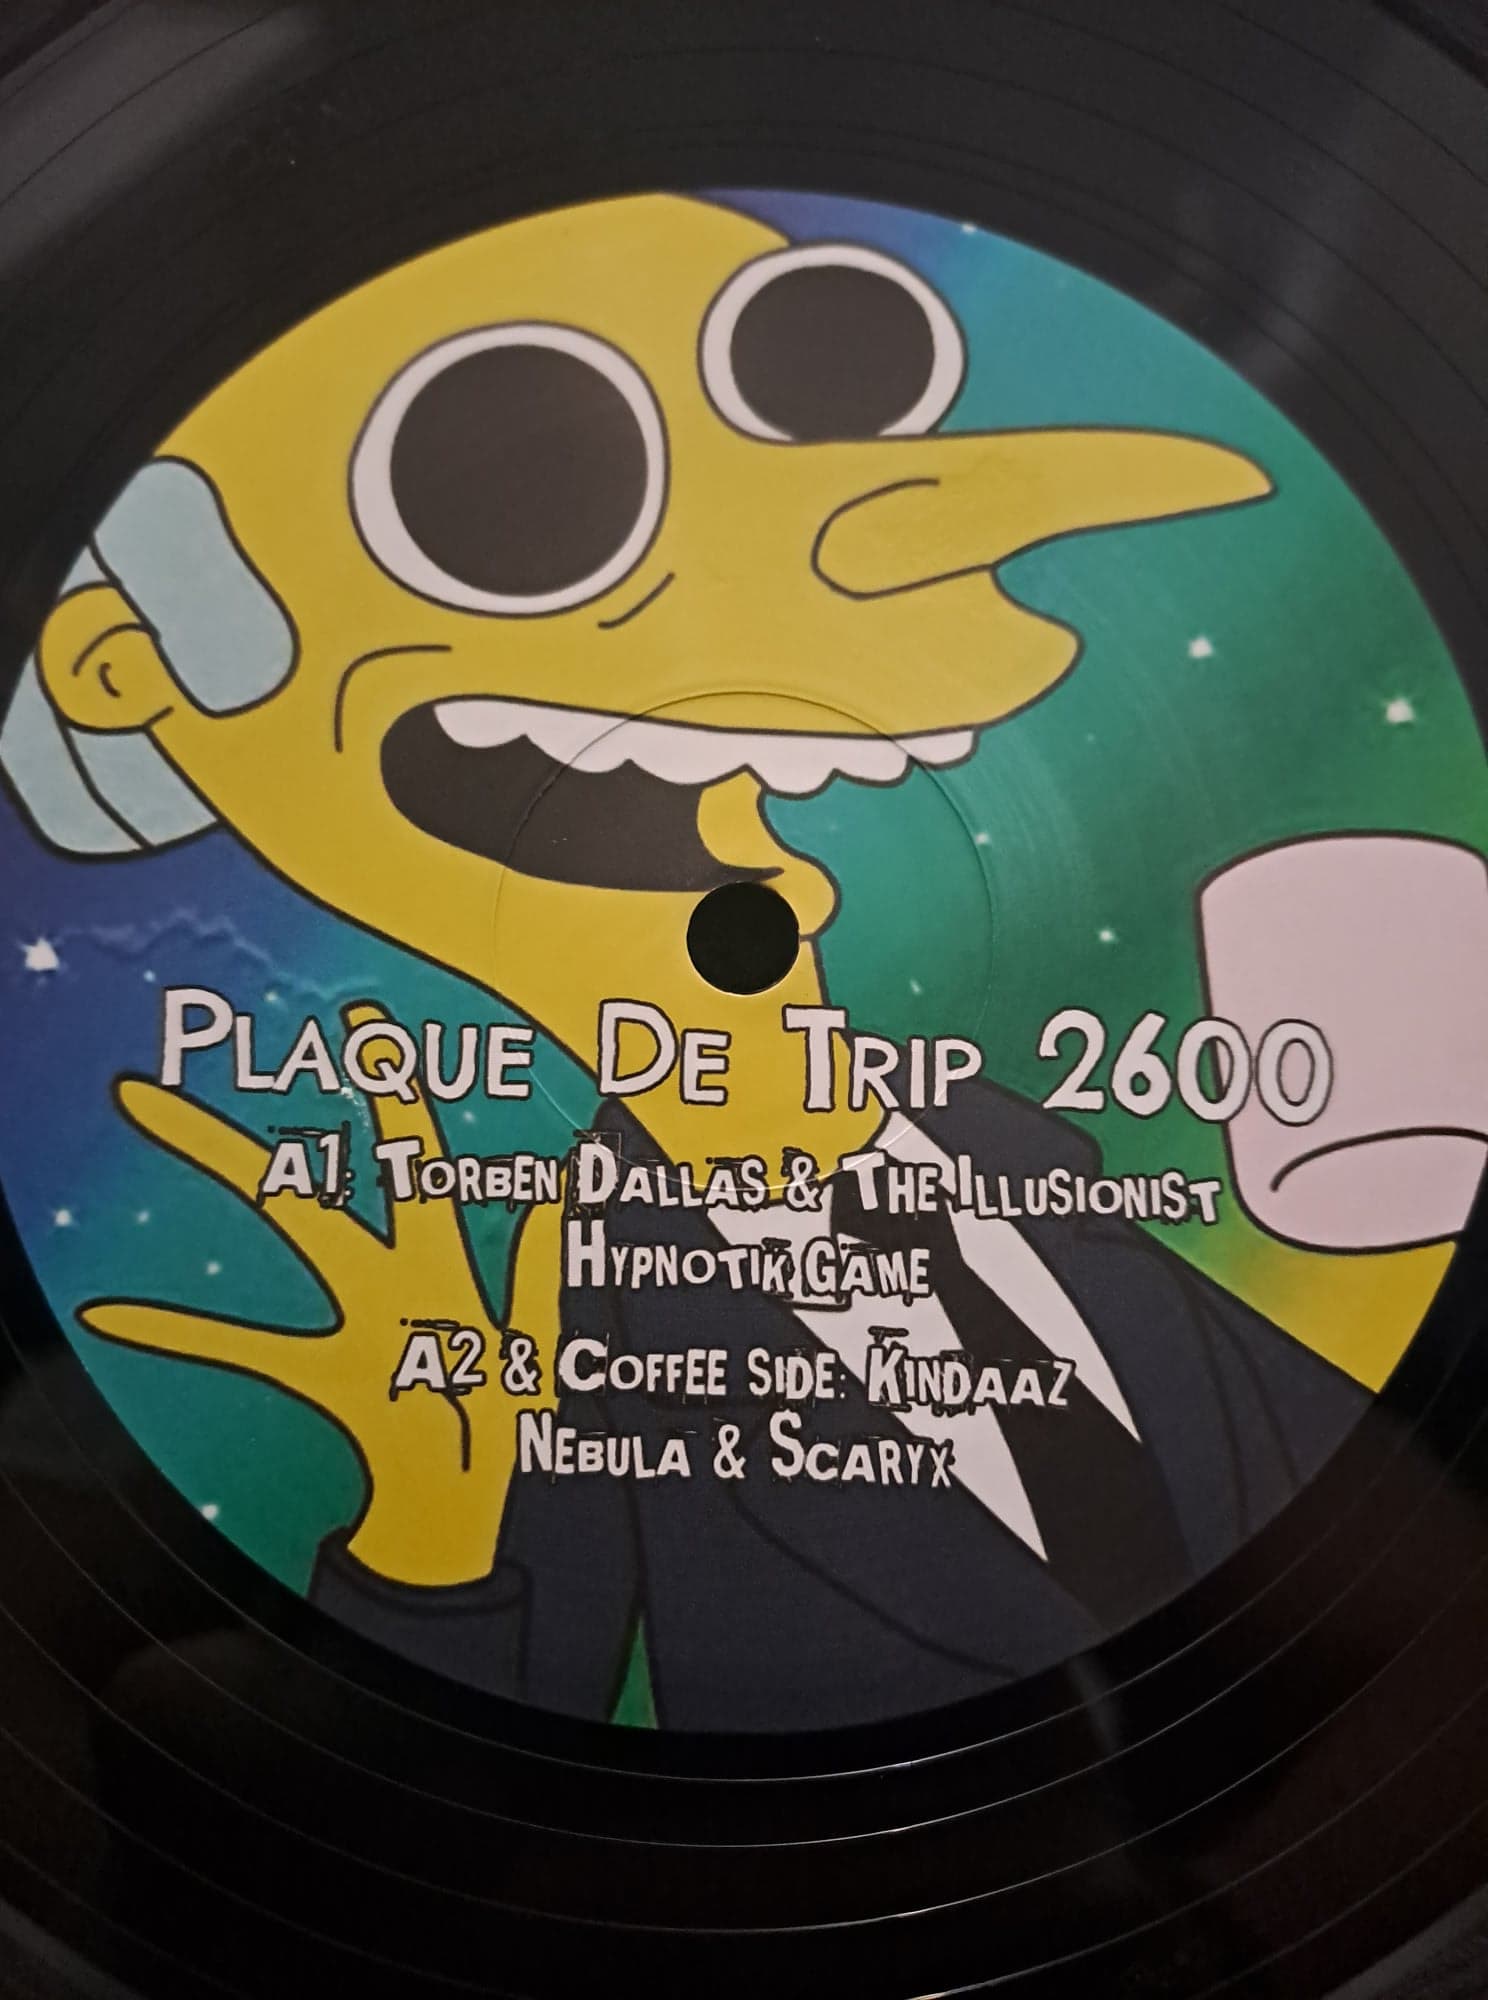 Plaque De Trip 2600
A1: Torben Dallas & The Illusionist
Hypnotik Game
A2 & Coffee side: Kindaaz
Nebula & Scaryx